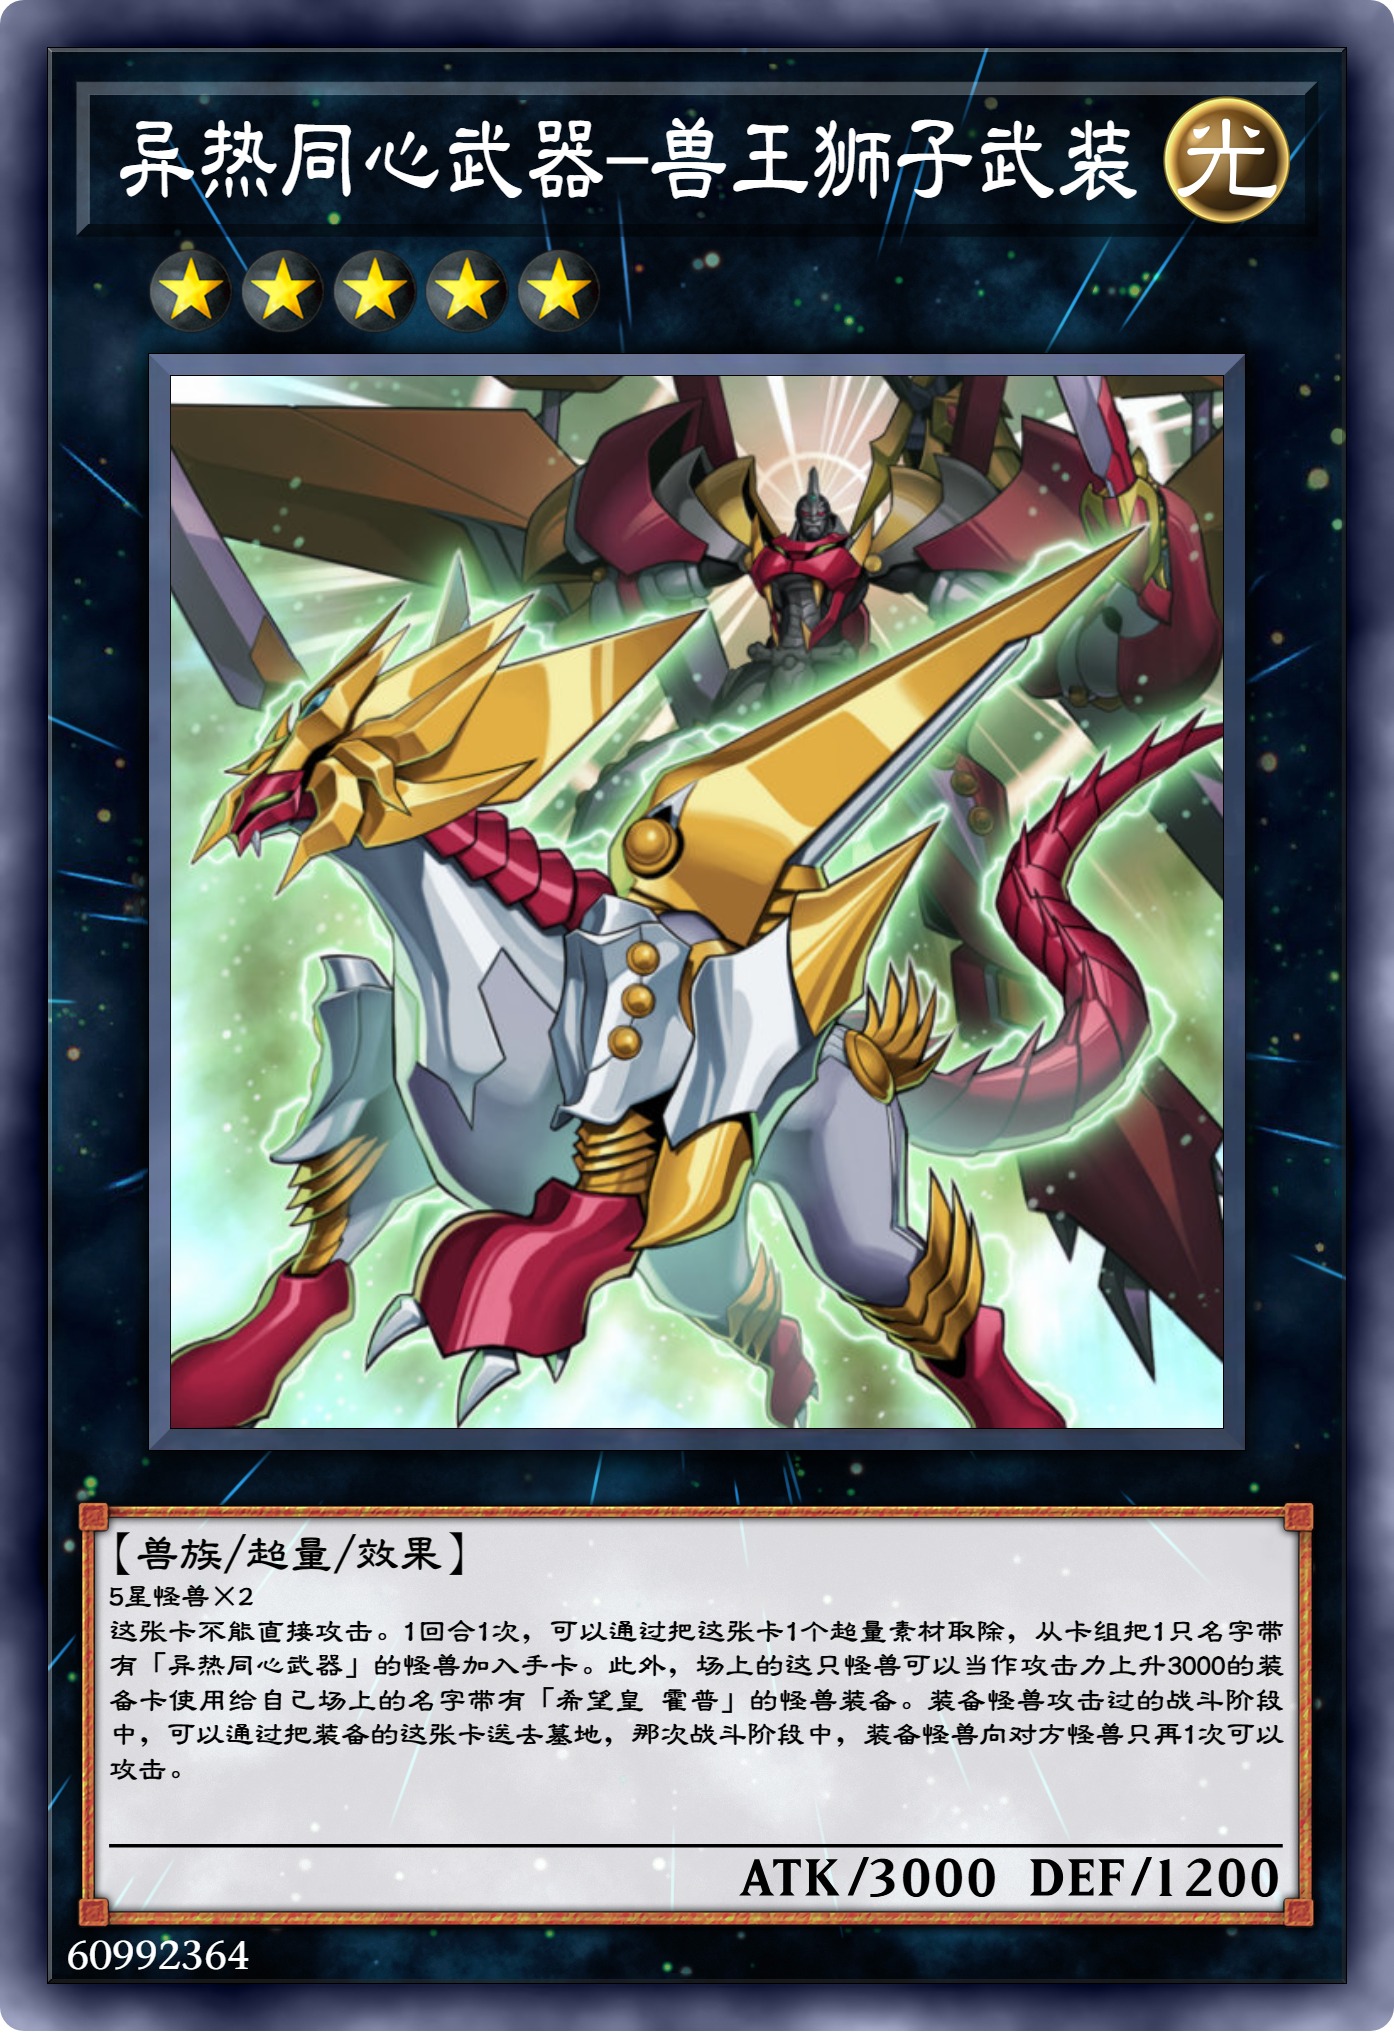 异热同心武器-兽王狮子武装 光
【兽族/超量/效果】
5星怪兽×2
这张卡不能直接攻击。1回合1次，可以通过把这张卡1个超量素材取除，从卡组把1只名字带
有「异热同心武器」的怪兽加入手卡。此外，场上的这只怪兽可以当作攻击力上升3000的装
备卡使用给自己场上的名字带有「希望皇 霍普」的怪兽装备。装备怪兽攻击过的战斗阶段
中，可以通过把装备的这张卡送去墓地，那次战斗阶段中，装备怪兽向对方怪兽只再1次可以
攻击。
ATK/3000 DEF/1200
60992364